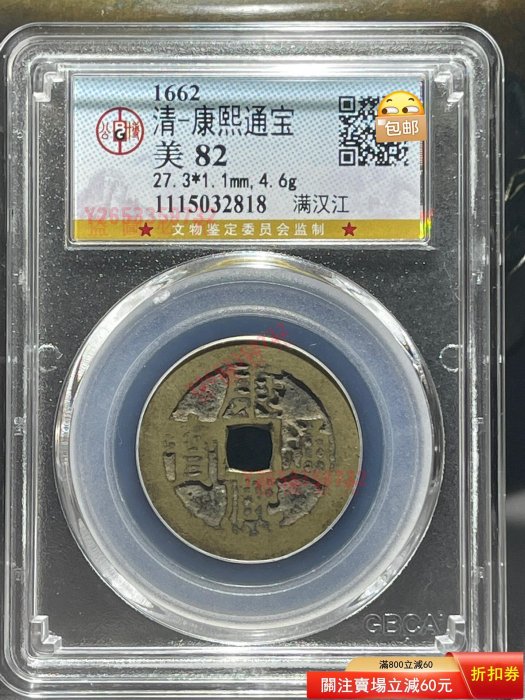 1662
清-康熙通宝
美 82
27.3*1.1mm,4.6g
1115032818 满汉江
公博
包邮
★ 文物鉴定委员会监制 ★
康熙通寶
GBCA
滿800立減60
關注賣場立減60元
折扣券